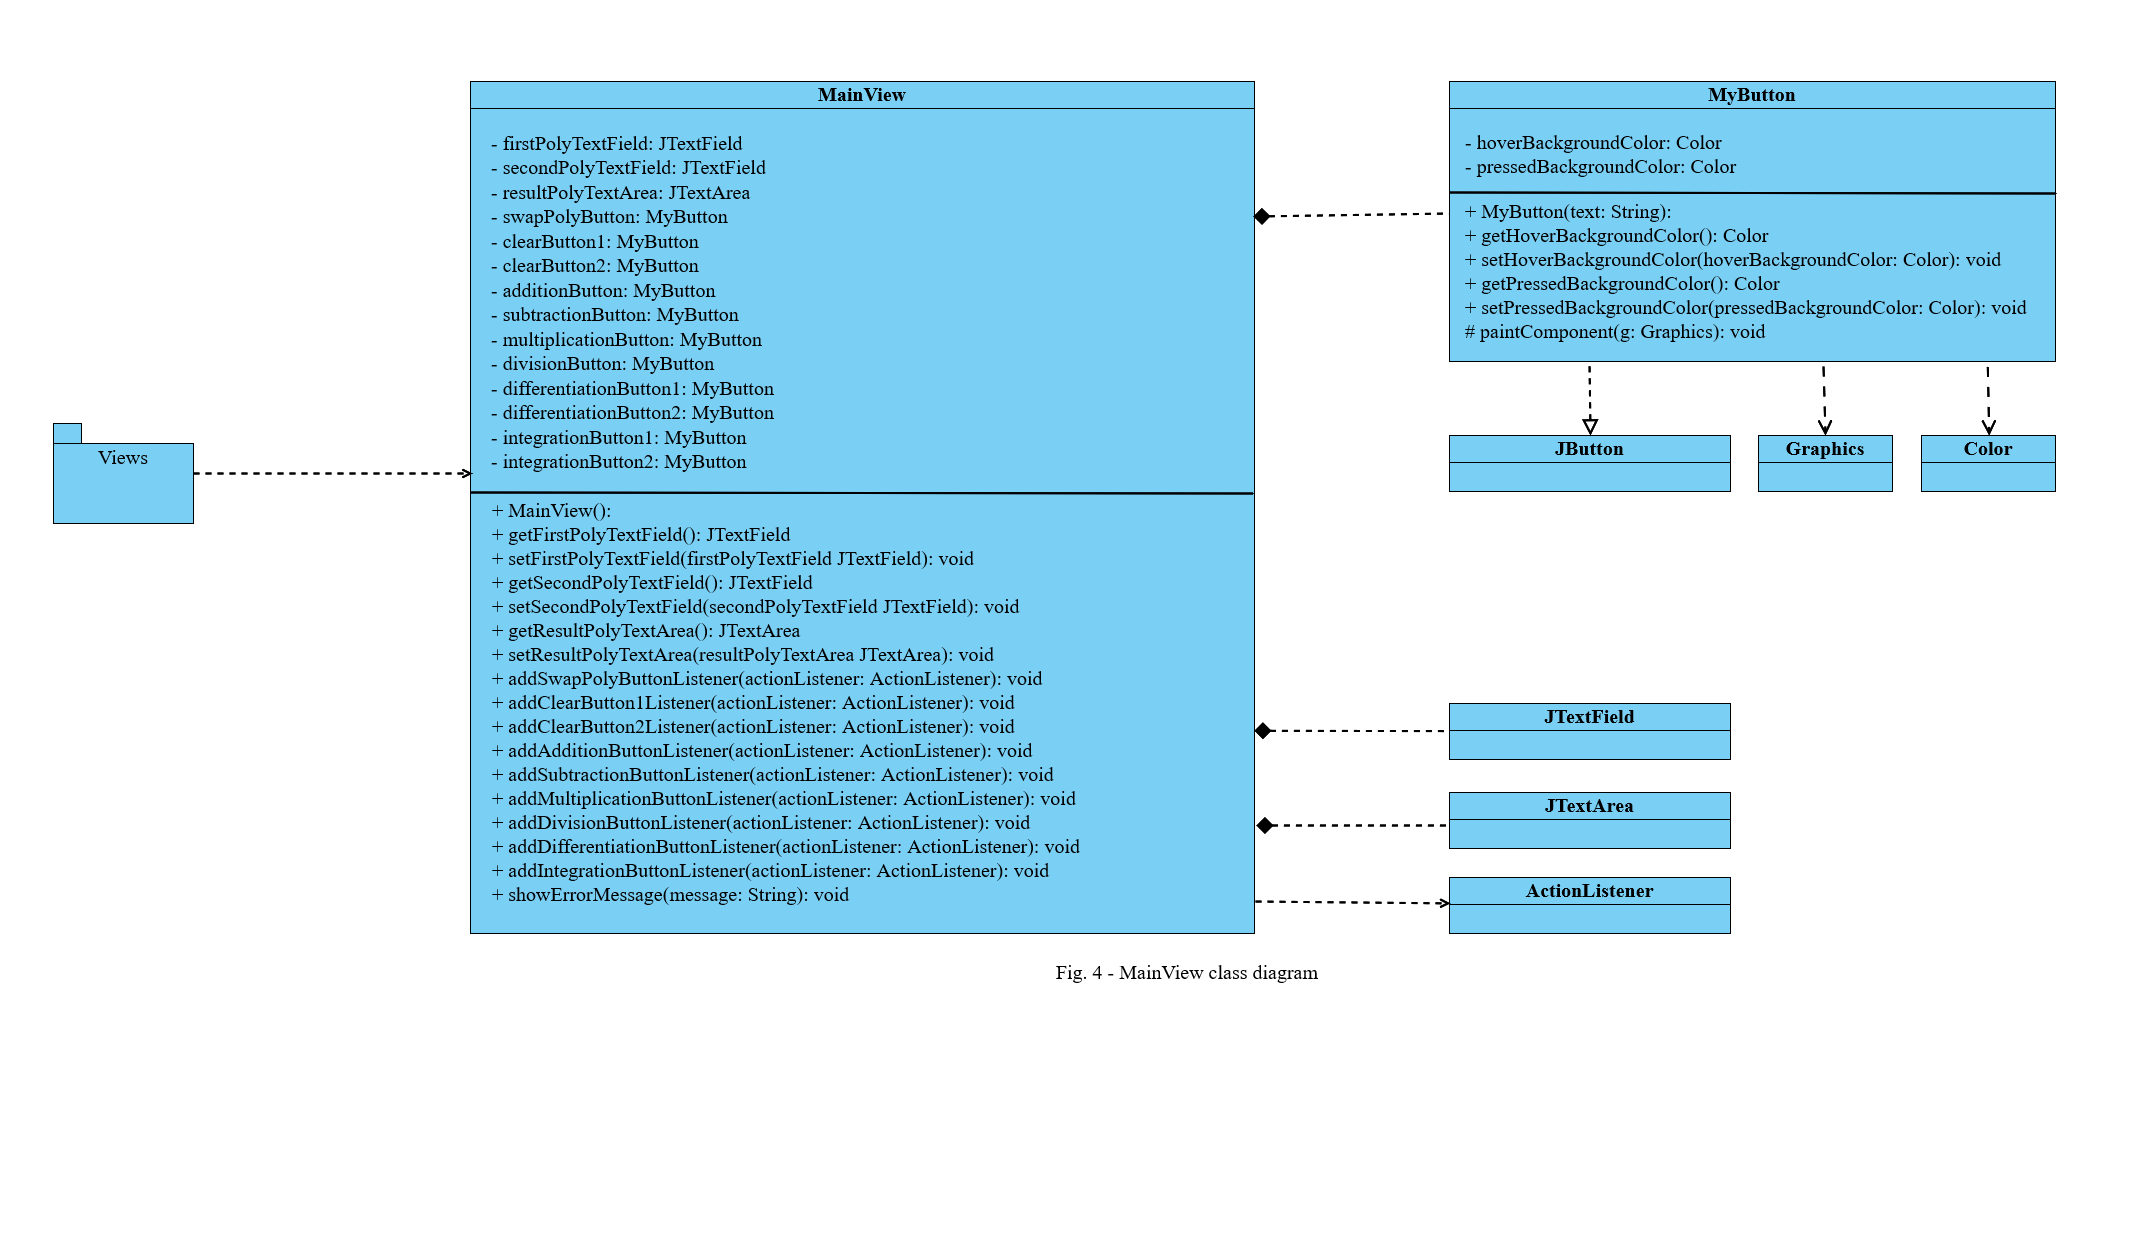 MainView
- firstPolyTextField: JTextField
- secondPolyTextField: JTextField
- resultPolyTextArea: JTextArea
- swapPolyButton: MyButton
- clearButton1: MyButton
- clearButton2: MyButton
- additionButton: MyButton
- subtractionButton: MyButton
- multiplicationButton: MyButton
- divisionButton: MyButton
- differentiationButton1: MyButton
- differentiationButton2: MyButton
- integrationButton1: MyButton
- integrationButton2: MyButton
+ MainView():
+ getFirstPolyTextField(): JTextField
+ setFirstPolyTextField(firstPolyTextField JTextField): void
+ getSecondPolyTextField(): JTextField
+ setSecondPolyTextField(secondPolyTextField JTextField): void
+ getResultPolyTextArea(): JTextArea
+ setResultPolyTextArea(resultPolyTextArea JTextArea): void
+ addSwapPolyButtonListener(actionListener: ActionListener): void
+ addClearButton1Listener(actionListener: ActionListener): void
+ addClearButton2Listener(actionListener: ActionListener): void
+ addAdditionButtonListener(actionListener: ActionListener): void
+ addSubtractionButtonListener(actionListener: ActionListener): void
+ addMultiplicationButtonListener(actionListener: ActionListener): void
+ addDivisionButtonListener(actionListener: ActionListener): void
+ addDifferentiationButtonListener(actionListener: ActionListener): void
+ addIntegrationButtonListener(actionListener: ActionListener): void
+ showErrorMessage(message: String): void
Views
MyButton
- hoverBackgroundColor: Color
- pressedBackgroundColor: Color
+ MyButton(text: String):
+ getHoverBackgroundColor(): Color
+ setHoverBackgroundColor(hoverBackgroundColor: Color): void
+ getPressedBackgroundColor(): Color
+ setPressedBackgroundColor(pressedBackgroundColor: Color): void
# paintComponent(g: Graphics): void
JButton
Graphics
Color
JTextField
JTextArea
ActionListener
Fig. 4 - MainView class diagram